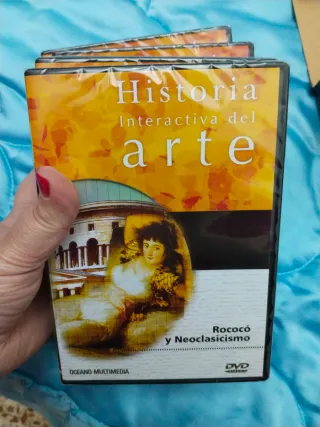 Historia
Interactiva del
arte
Rococó
y Neoclasicismo
OCEANO MULTIMEDIA
DVD